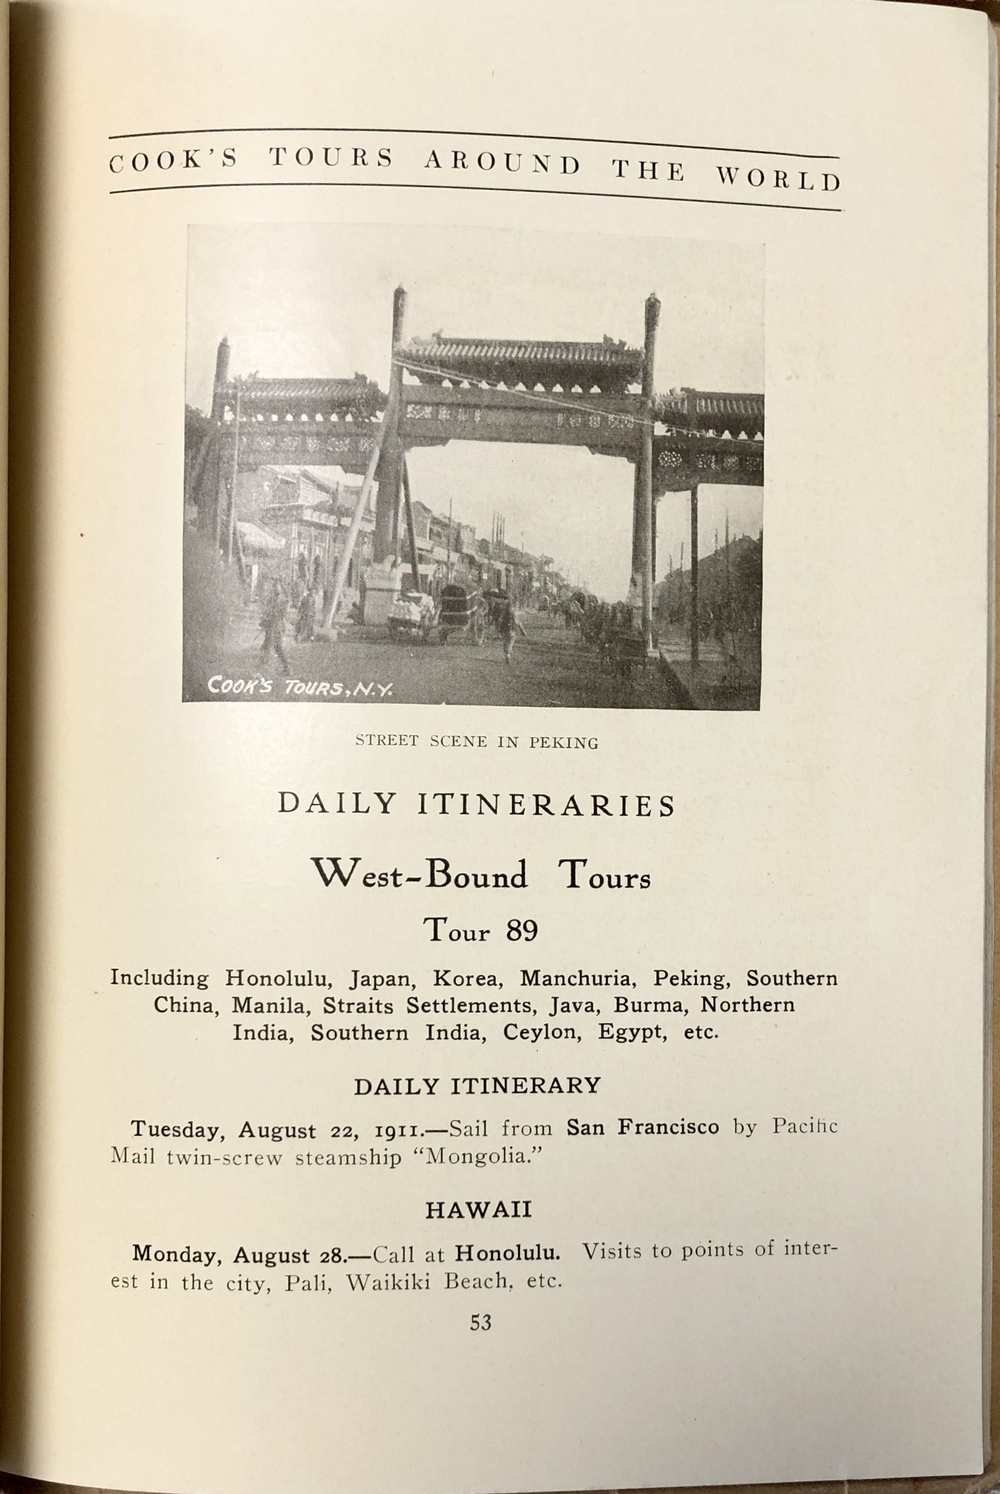 COOK'S TOURS AROUND THE WORLD
COOK'S TOURS, N.Y.
STREET SCENE IN PEKING
DAILY ITINERARIES
West-Bound Tours
Tour 89
Including Honolulu, Japan, Korea, Manchuria, Peking, Southern
China, Manila, Straits Settlements, Java, Burma, Northern
India, Southern India, Ceylon, Egypt, etc.
DAILY ITINERARY
Tuesday, August 22, 1911.—Sail from San Francisco by Pacific
Mail twin-screw steamship "Mongolia."
HAWAII
Monday, August 28.—Call at Honolulu. Visits to points of inter-
est in the city, Pali, Waikiki Beach, etc.
53